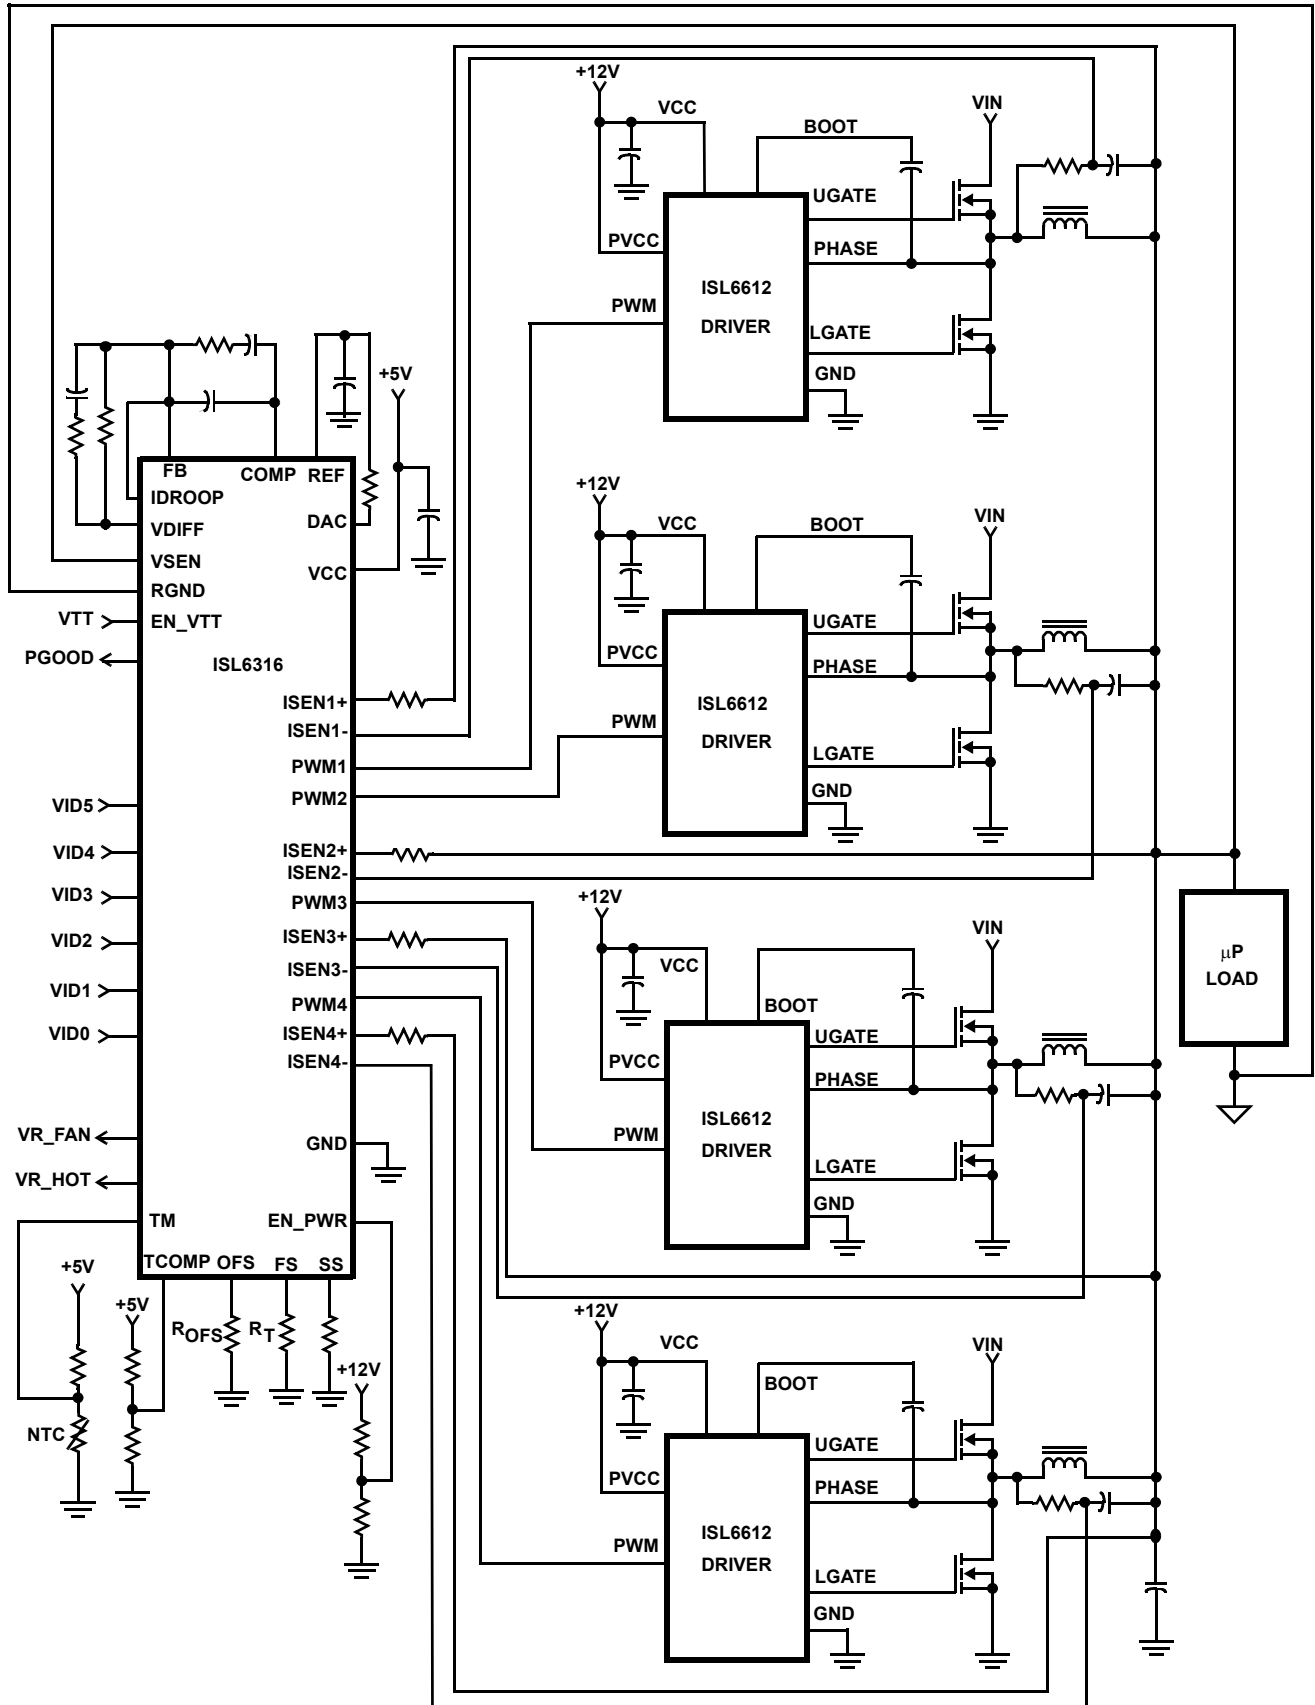 +12V
VCC
BOOT
VIN
UGATE
PVCC
PHASE
ISL6612
DRIVER
PWM
LGATE
GND
+5V
FB
COMP
REF
IDROOP
DAC
VDIFF
VSEN
VCC
RGND
VTT
EN_VTT
PGOOD
ISL6316
ISEN1+
ISEN1-
PWM1
PWM2
VID5
VID4
ISEN2+
ISEN2-
VID3
PWM3
VID2
ISEN3+
ISEN3-
VID1
PWM4
VID0
ISEN4+
ISEN4-
VR_FAN
GND
VR_HOT
TM
EN_PWR
TCOMP
OFS
FS
SS
+5V
+5V
ROFS
RT
+12V
NTC
+12V
VCC
BOOT
VIN
UGATE
PVCC
PHASE
ISL6612
DRIVER
PWM
LGATE
GND
+12V
VCC
BOOT
VIN
UGATE
PVCC
PHASE
ISL6612
DRIVER
PWM
LGATE
GND
μP
LOAD
+12V
VCC
BOOT
VIN
UGATE
PVCC
PHASE
ISL6612
DRIVER
PWM
LGATE
GND